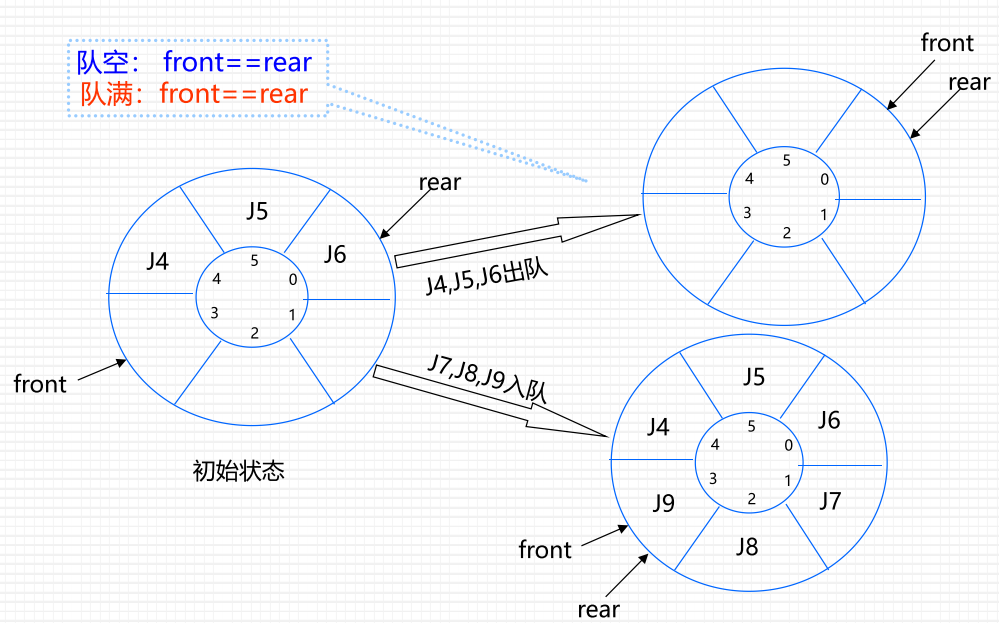 队空： front==rear
队满：front==rear
front
rear
5
4
0
3
1
2
rear
J5
J4
J6
5
4
0
3
1
2
front
J4,J5,J6出队
J7,J8,J9入队
初始状态
J5
J4
J6
5
4
0
3
1
2
J9
J7
J8
front
rear